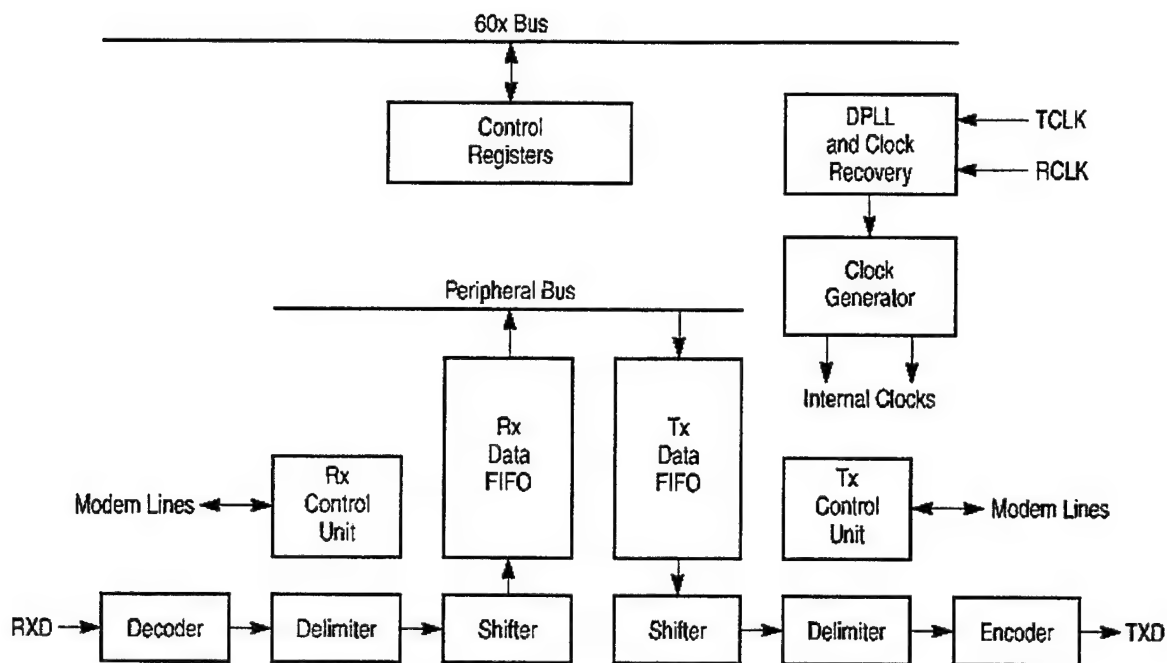 60x Bus
Control
Registers
DPLL
and Clock
Recovery
TCLK
RCLK
Clock
Generator
Internal Clocks
Peripheral Bus
Rx
Data
FIFO
Tx
Data
FIFO
Modem Lines
Rx
Control
Unit
Tx
Control
Unit
Modem Lines
RXD
Decoder
Delimiter
Shifter
Shifter
Delimiter
Encoder
TXD